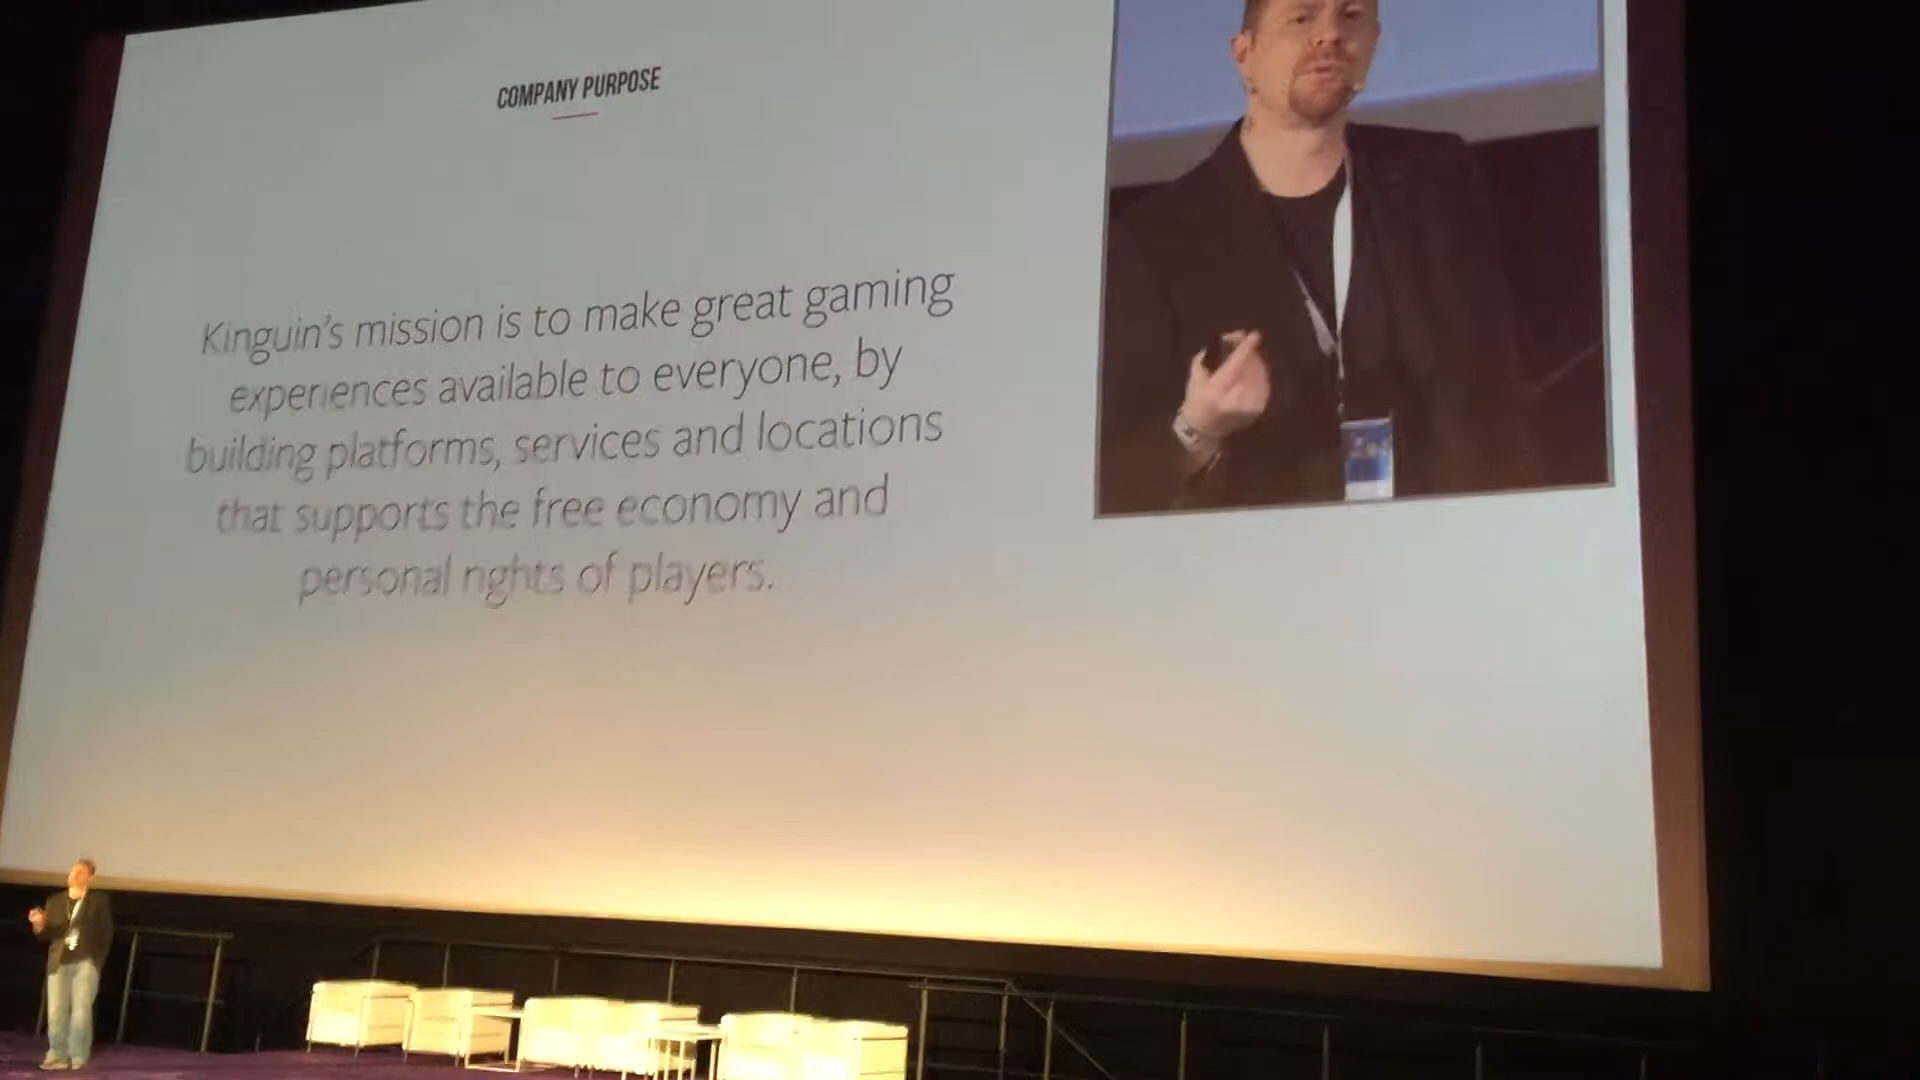 COMPANY PURPOSE
Kinguin's mission is to make great gaming
experiences available to everyone, by
building platforms, services and locations
that supports the free economy and
personal rights of players.